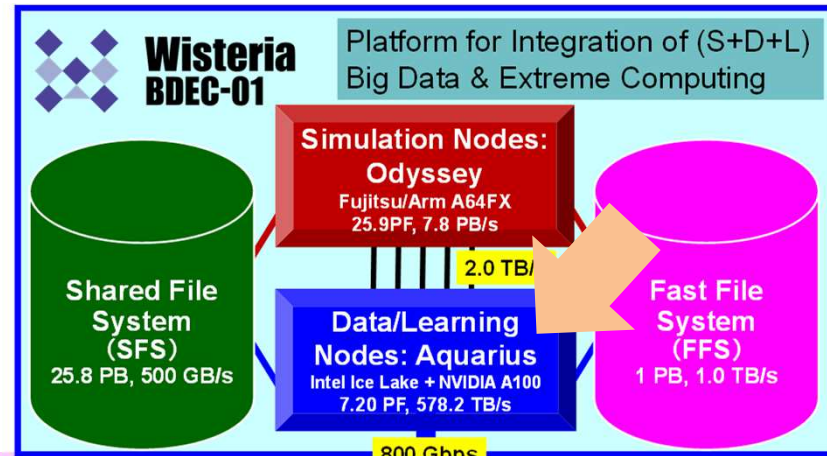 Wisteria
BDEC-01
Platform for Integration of (S+D+L)
Big Data & Extreme Computing
Simulation Nodes:
Odyssey
Fujitsu/Arm A64FX
25.9PF, 7.8 PB/s
2.0 TB/
Shared File
System
(SFS)
25.8 PB, 500 GB/s
Data/Learning
Nodes: Aquarius
Intel Ice Lake + NVIDIA A100
7.20 PF, 578.2 TB/s
Fast File
System
(FFS)
1 PB, 1.0 TB/s
800 Gbps